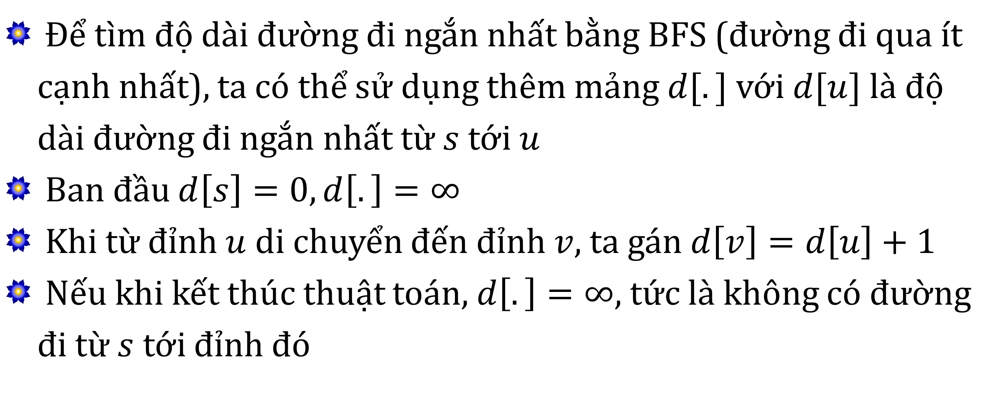 Để tìm độ dài đường đi ngắn nhất bằng BFS (đường đi qua ít
cạnh nhất), ta có thể sử dụng thêm mảng d[.] với d[u] là độ
dài đường đi ngắn nhất từ s tới u
Ban đầu d[s] = 0, d[.] = ∞
Khi từ đỉnh u di chuyển đến đỉnh v, ta gán d[v] = d[u] + 1
Nếu khi kết thúc thuật toán, d[.] = ∞, tức là không có đường
đi từ s tới đỉnh đó